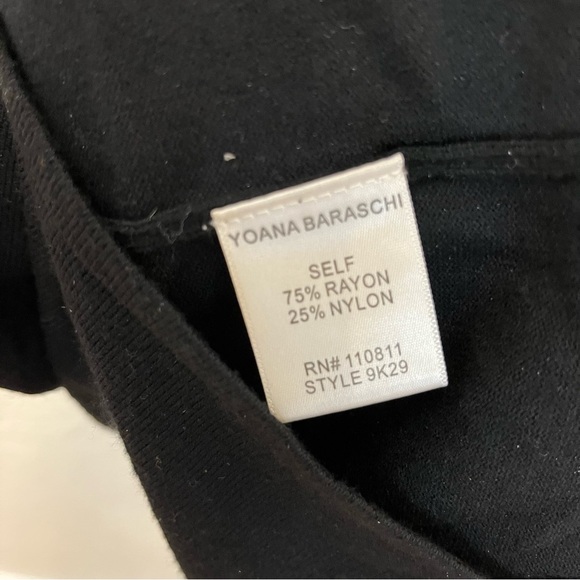 YOANA BARASCHI
SELF
75% RAYON
25% NYLON
RN# 110811
STYLE 9K29